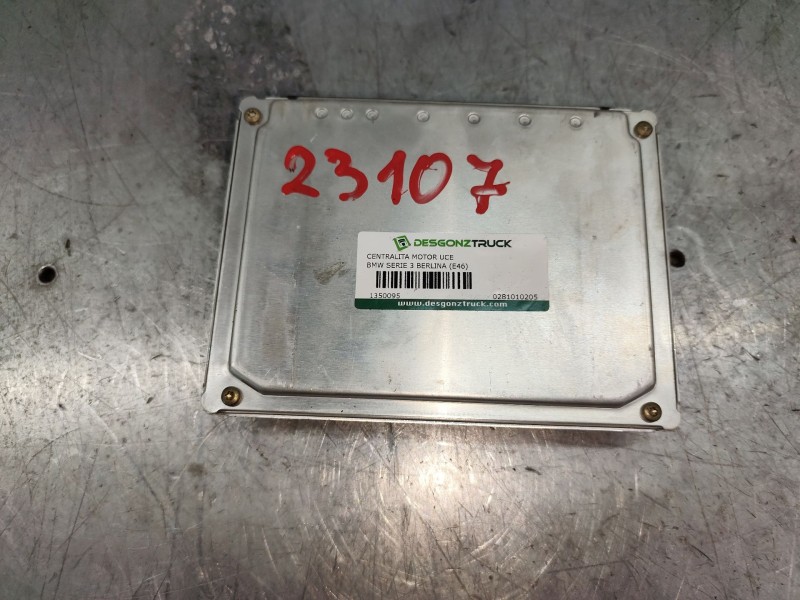 23107
DESGONZTRUCK
CENTRALITA MOTOR UCE
BMW SERIE 3 BERLINA (E46)
1350095 0281010205
www.desgonztruck.com